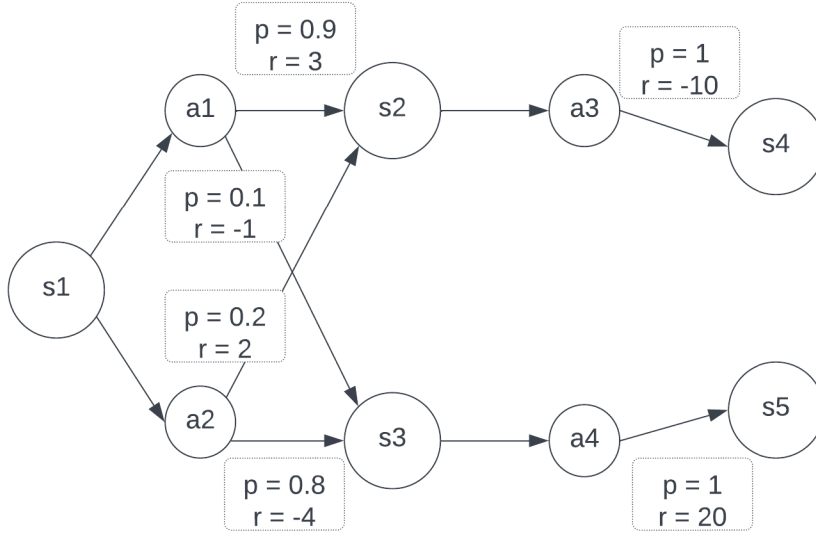 p = 0.9
r = 3
p = 1
r = -10
a1
s2
a3
s4
p = 0.1
r = -1
s1
p = 0.2
r = 2
a2
s3
a4
s5
p = 0.8
r = -4
p = 1
r = 20